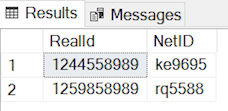 Results Messages
RealId NetID
1 1244558989 ke9695
2 1259858989 rq5588